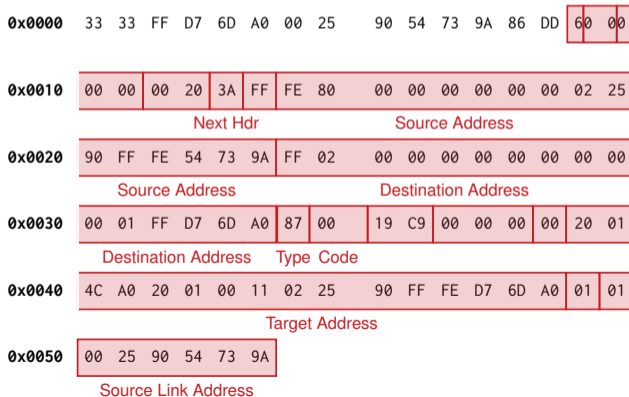 0x0000 33 33 FF D7 6D A0 00 25 90 54 73 9A 86 DD 60 00
0x0010 00 00 00 20 3A FF FE 80 00 00 00 00 00 00 02 25
Next Hdr Source Address
0x0020 90 FF FE 54 73 9A FF 02 00 00 00 00 00 00 00 00
Source Address Destination Address
0x0030 00 01 FF D7 6D A0 87 00 19 C9 00 00 00 00 20 01
Destination Address Type Code
0x0040 4C A0 20 01 00 11 02 25 90 FF FE D7 6D A0 01 01
Target Address
0x0050 00 25 90 54 73 9A
Source Link Address